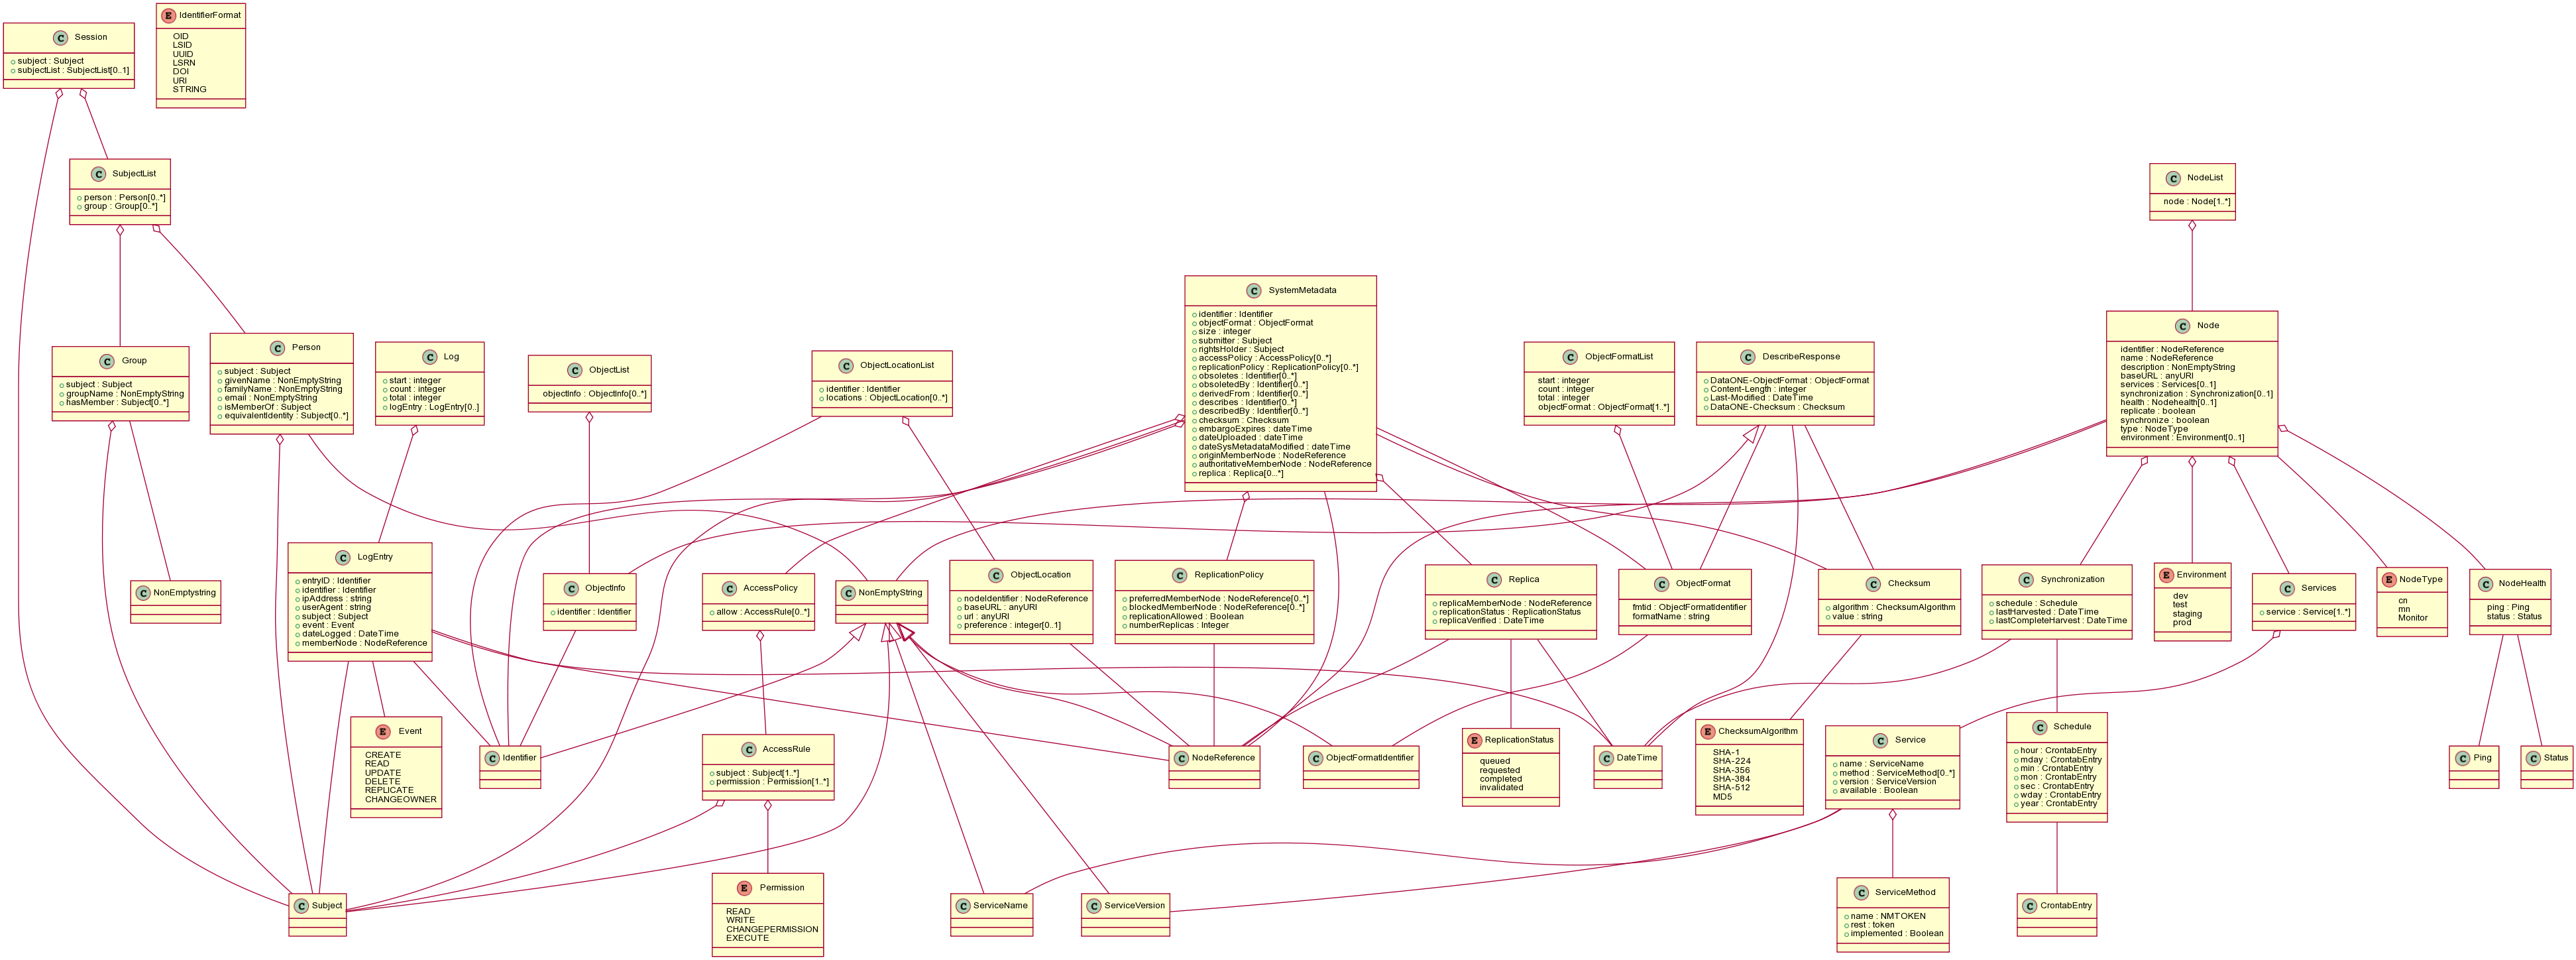 E IdentifierFormat
OID
LSID
UUID
LSRN
DOI
URI
STRING
C Session
subject : Subject
subjectList : SubjectList[0..1]
C SubjectList
person : Person[0..*]
group : Group[0..*]
C NodeList
node : Node[1..*]
C SystemMetadata
identifier : Identifier
objectFormat : ObjectFormat
size : integer
submitter : Subject
rightsHolder : Subject
accessPolicy : AccessPolicy[0..*]
replicationPolicy : ReplicationPolicy[0..*]
obsoletes : Identifier[0..*]
obsoletedBy : Identifier[0..*]
derivedFrom : Identifier[0..*]
describes : Identifier[0..*]
describedBy : Identifier[0..*]
checksum : Checksum
embargoExpires : dateTime
dateUploaded : dateTime
dateSysMetadataModified : dateTime
originMemberNode : NodeReference
authoritativeMemberNode : NodeReference
replica : Replica[0...*]
C Node
identifier : NodeReference
name : NodeReference
description : NonEmptyString
baseURL : anyURI
services : Services[0..1]
synchronization : Synchronization[0..1]
health : Nodehealth[0..1]
replicate : boolean
synchronize : boolean
type : NodeType
environment : Environment[0..1]
C Group
subject : Subject
groupName : NonEmptyString
hasMember : Subject[0..*]
C Person
subject : Subject
givenName : NonEmptyString
familyName : NonEmptyString
email : NonEmptyString
isMemberOf : Subject
equivalentIdentity : Subject[0..*]
C Log
start : integer
count : integer
total : integer
logEntry : LogEntry[0..]
C ObjectList
objectInfo : ObjectInfo[0..*]
C ObjectLocationList
identifier : Identifier
locations : ObjectLocation[0..*]
C ObjectFormatList
start : integer
count : integer
total : integer
objectFormat : ObjectFormat[1..*]
C DescribeResponse
DataONE-ObjectFormat : ObjectFormat
Content-Length : integer
Last-Modified : DateTime
DataONE-Checksum : Checksum
C NonEmptystring
C LogEntry
entryID : Identifier
identifier : Identifier
ipAddress : string
userAgent : string
subject : Subject
event : Event
dateLogged : DateTime
memberNode : NodeReference
C ObjectInfo
identifier : Identifier
C AccessPolicy
allow : AccessRule[0..*]
C NonEmptyString
C ObjectLocation
nodeIdentifier : NodeReference
baseURL : anyURI
url : anyURI
preference : integer[0..1]
C ReplicationPolicy
preferredMemberNode : NodeReference[0..*]
blockedMemberNode : NodeReference[0..*]
replicationAllowed : Boolean
numberReplicas : Integer
C Replica
replicaMemberNode : NodeReference
replicationStatus : ReplicationStatus
replicaVerified : DateTime
C ObjectFormat
fmtid : ObjectFormatIdentifier
formatName : string
C Checksum
algorithm : ChecksumAlgorithm
value : string
C Synchronization
schedule : Schedule
lastHarvested : DateTime
lastCompleteHarvest : DateTime
E Environment
dev
test
staging
prod
C Services
service : Service[1..*]
E NodeType
cn
mn
Monitor
C NodeHealth
ping : Ping
status : Status
E Event
CREATE
READ
UPDATE
DELETE
REPLICATE
CHANGEOWNER
C Identifier
C AccessRule
subject : Subject[1..*]
permission : Permission[1..*]
C NodeReference
C ObjectFormatIdentifier
E ReplicationStatus
queued
requested
completed
invalidated
C DateTime
E ChecksumAlgorithm
SHA-1
SHA-224
SHA-356
SHA-384
SHA-512
MD5
C Service
name : ServiceName
method : ServiceMethod[0..*]
version : ServiceVersion
available : Boolean
C Schedule
hour : CrontabEntry
mday : CrontabEntry
min : CrontabEntry
mon : CrontabEntry
sec : CrontabEntry
wday : CrontabEntry
year : CrontabEntry
C Ping
C Status
C Subject
E Permission
READ
WRITE
CHANGEPERMISSION
EXECUTE
C ServiceName
C ServiceVersion
C ServiceMethod
name : NMTOKEN
rest : token
implemented : Boolean
C CrontabEntry